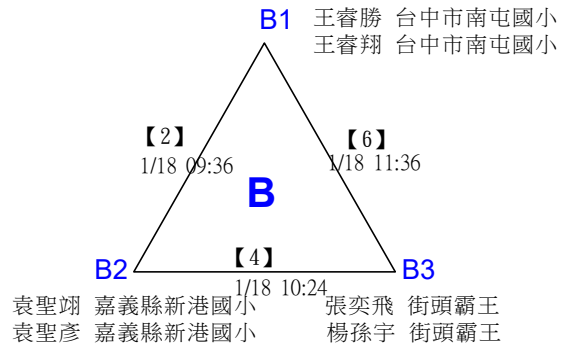 B1 王睿勝 台中市南屯國小
王睿翔 台中市南屯國小
【2】 【6】
1/18 09:36 1/18 11:36
B
B2 【4】 B3
1/18 10:24
袁聖翊 嘉義縣新港國小 張奕飛 街頭霸王
袁聖彥 嘉義縣新港國小 楊孫宇 街頭霸王